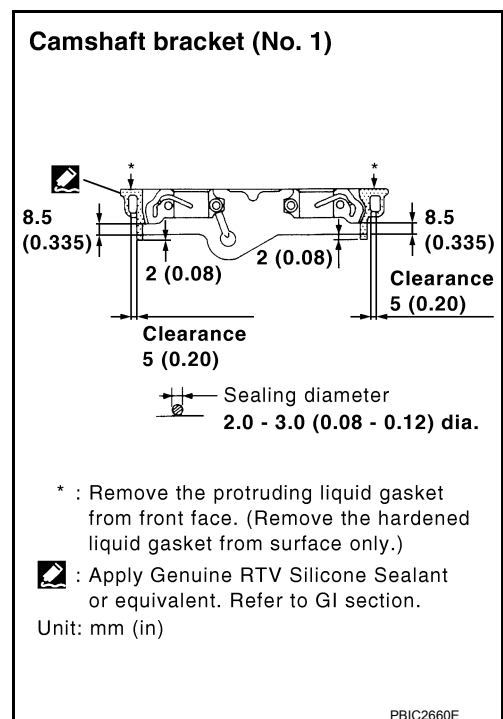 Camshaft bracket (No. 1)
*
*
8.5
(0.335)
2 (0.08)
2 (0.08)
8.5
(0.335)
Clearance
5 (0.20)
Clearance
5 (0.20)
Sealing diameter
2.0 - 3.0 (0.08 - 0.12) dia.
* : Remove the protruding liquid gasket
from front face. (Remove the hardened
liquid gasket from surface only.)
: Apply Genuine RTV Silicone Sealant
or equivalent. Refer to GI section.
Unit: mm (in)
PBIC2660E